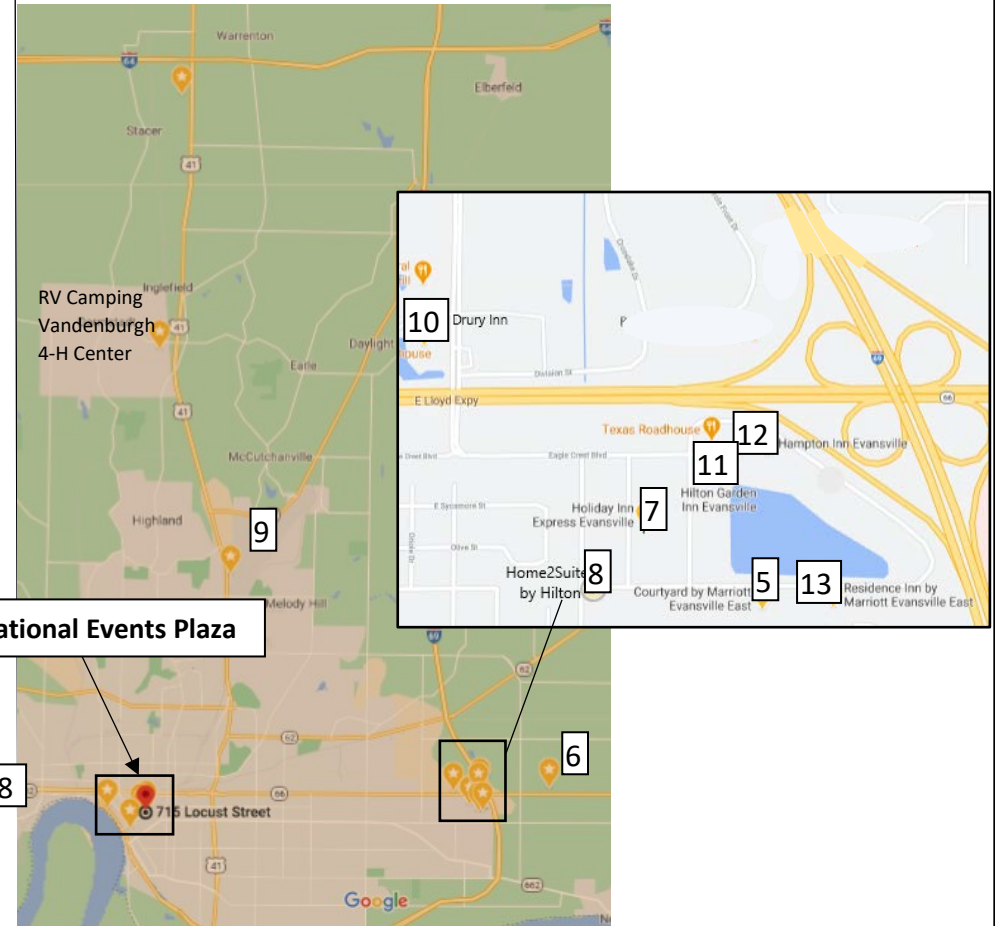 Warrenton
64
64
Elberfeld
Stacer
41
RV Camping
Vandenburgh
4-H Center
Inglefield
41
Daylight
Earle
41
McCutchanville
Highland
9
Melody Hill
ational Events Plaza
69
62
62
6
8
66
715 Locust Street
41
662
Google
10
Drury Inn
Division St
E Lloyd Expy
69
66
Texas Roadhouse
12
Hampton Inn Evansville
11
Eagle Crest Blvd
Hilton Garden
Inn Evansville
E Sycamore St
Holiday Inn
Express Evansville
7
Olive St
Home2Suite
by Hilton
8
Courtyard by Marriott
Evansville East
5
13
Residence Inn by
Marriott Evansville East